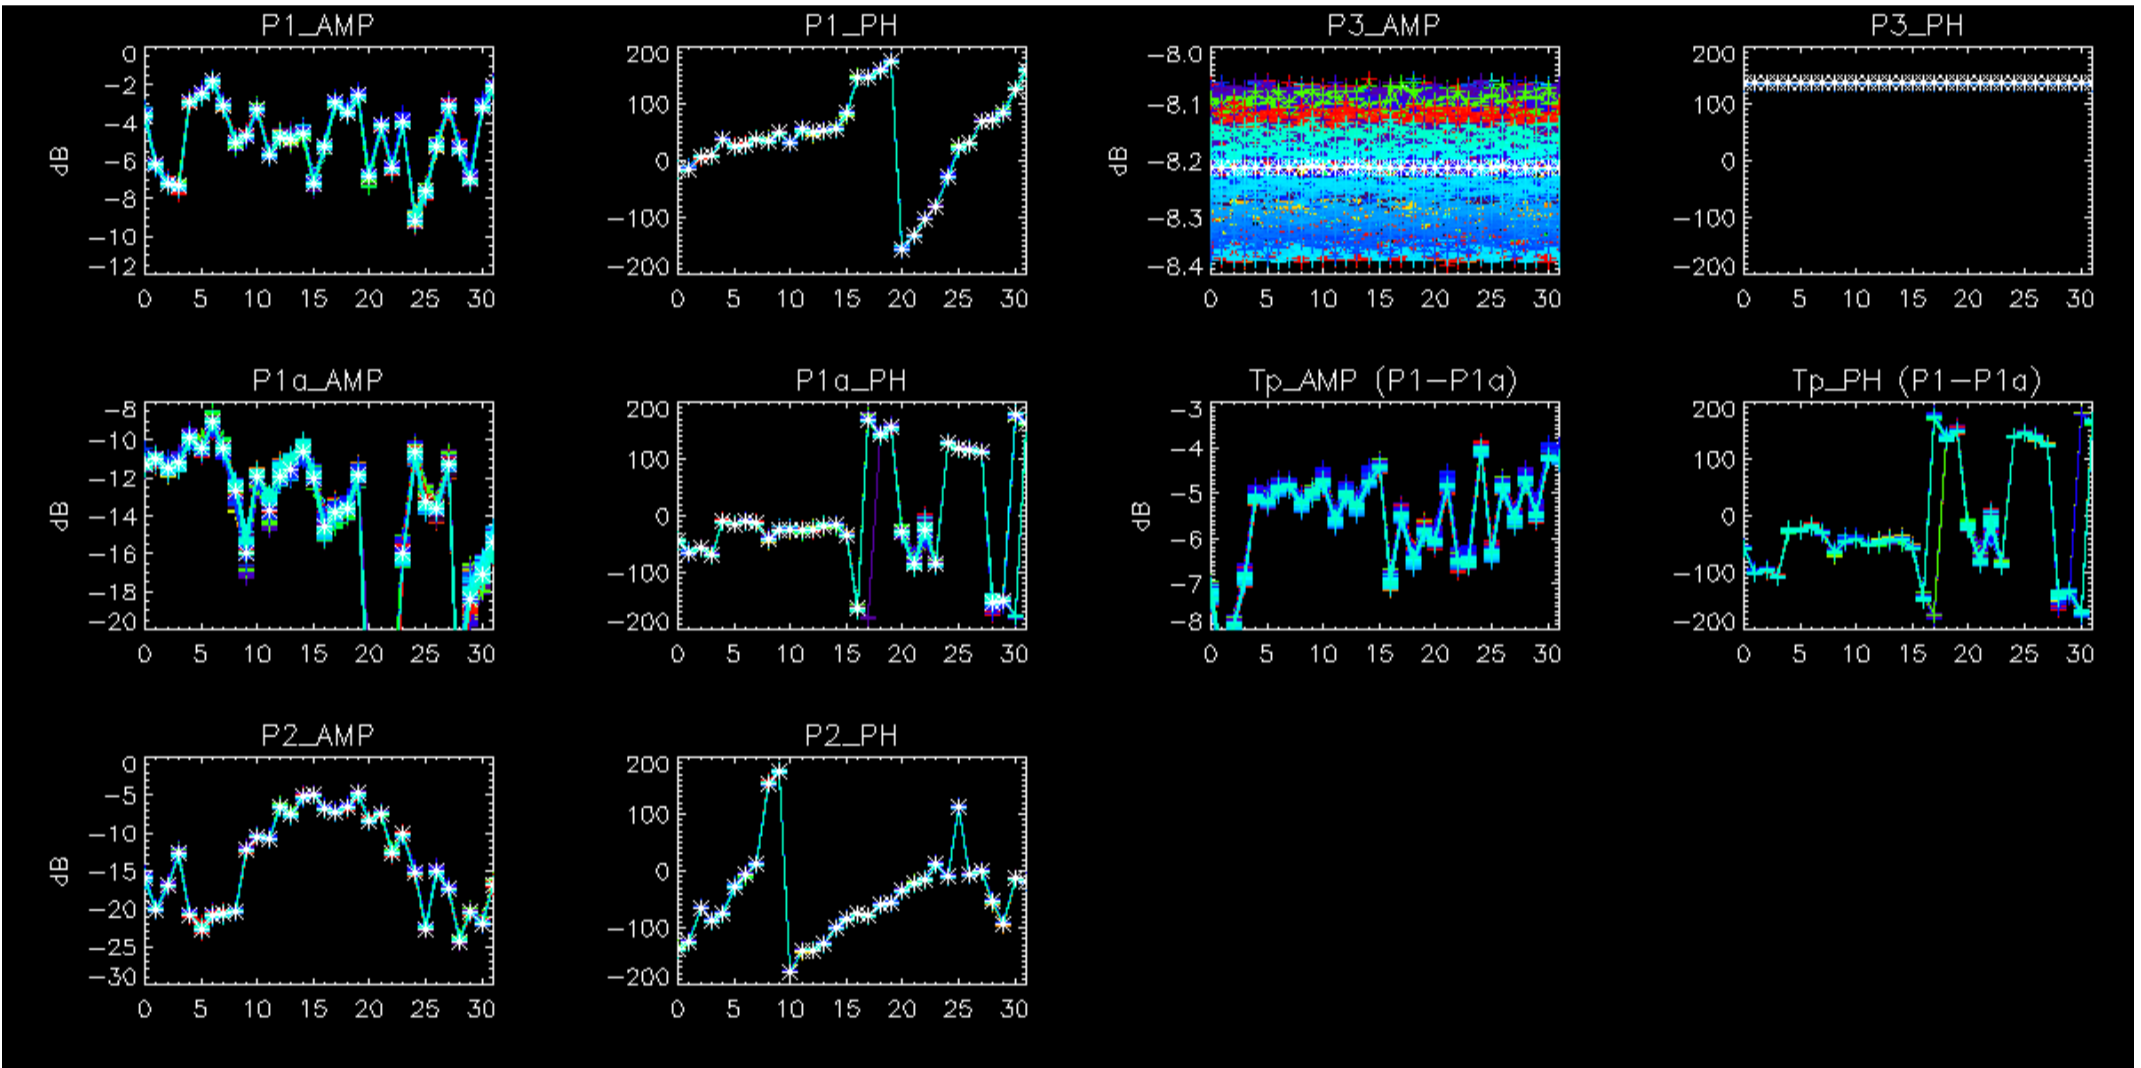 P1_AMP
0
-2
-4
-6
-8
-10
-12
dB
0 5 10 15 20 25 30
P1_PH
200
100
0
-100
-200
0 5 10 15 20 25 30
P3_AMP
-8.0
-8.1
-8.2
-8.3
-8.4
dB
0 5 10 15 20 25 30
P3_PH
200
100
0
-100
-200
0 5 10 15 20 25 30
P1a_AMP
-8
-10
-12
-14
-16
-18
-20
dB
0 5 10 15 20 25 30
P1a_PH
200
100
0
-100
-200
0 5 10 15 20 25 30
Tp_AMP (P1-P1a)
-3
-4
-5
-6
-7
-8
dB
0 5 10 15 20 25 30
Tp_PH (P1-P1a)
200
100
0
-100
-200
0 5 10 15 20 25 30
P2_AMP
0
-5
-10
-15
-20
-25
-30
dB
0 5 10 15 20 25 30
P2_PH
200
100
0
-100
-200
0 5 10 15 20 25 30